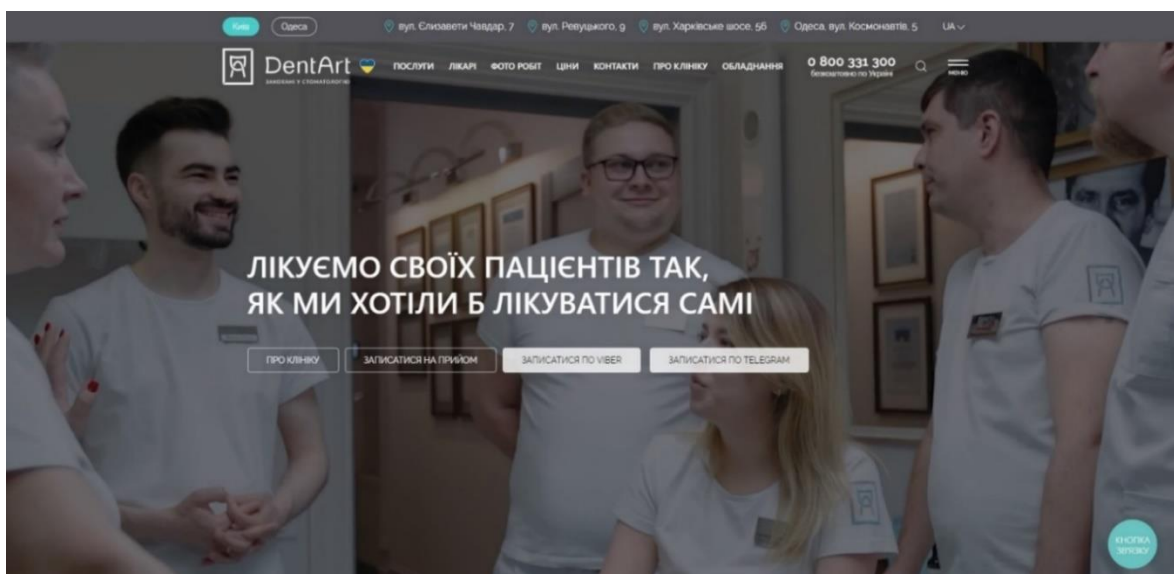 Київ
Одеса
вул. Єлизавети Чавдар, 7
вул. Ревуцького, 9
вул. Харківське шосе, 56
Одеса, вул. Космонавтів, 5
UA
DentArt
ЗАКОХАНІ У СТОМАТОЛОГІЮ
ПОСЛУГИ
ЛІКАРІ
ФОТО РОБІТ
ЦІНИ
КОНТАКТИ
ПРО КЛІНІКУ
ОБЛАДНАННЯ
0 800 331 300
безкоштовно по Україні
МЕНЮ
ЛІКУЄМО СВОЇХ ПАЦІЄНТІВ ТАК,
ЯК МИ ХОТІЛИ Б ЛІКУВАТИСЯ САМІ
ПРО КЛІНІКУ
ЗАПИСАТИСЯ НА ПРИЙОМ
ЗАПИСАТИСЯ ПО VIBER
ЗАПИСАТИСЯ ПО TELEGRAM
КНОПКА
ЗВ'ЯЗКУ